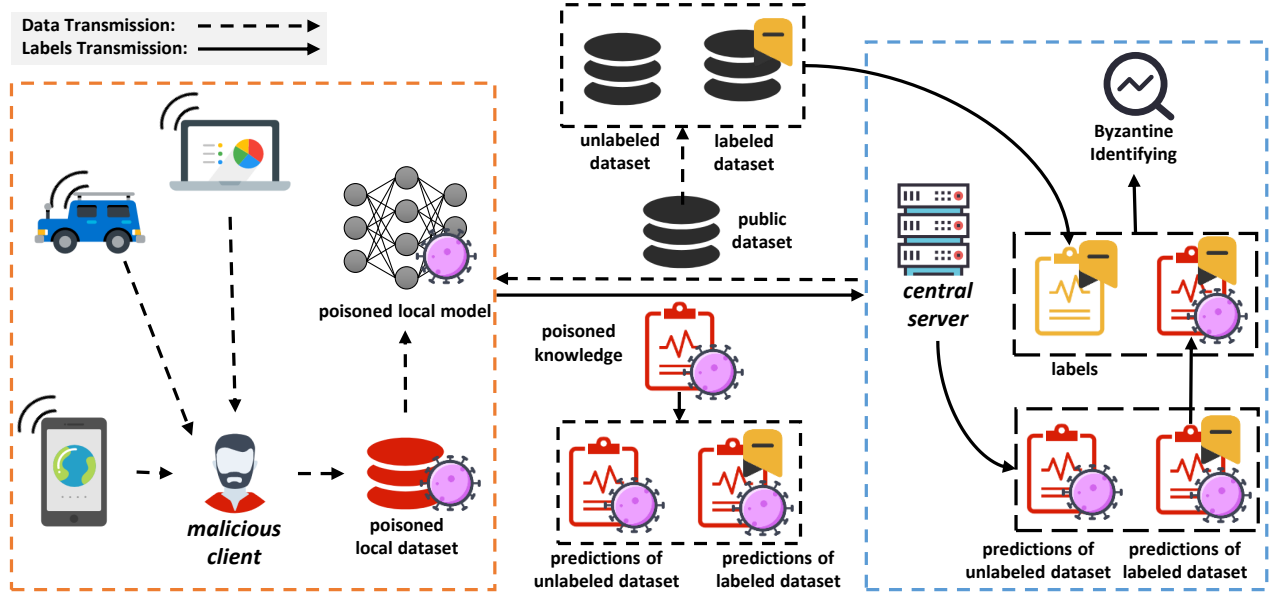 Data Transmission:
Labels Transmission:
unlabeled
dataset
labeled
dataset
public
dataset
Byzantine
Identifying
poisoned local model
poisoned
knowledge
central
server
labels
malicious
client
poisoned
local dataset
predictions of
unlabeled dataset
predictions of
labeled dataset
predictions of
unlabeled dataset
predictions of
labeled dataset